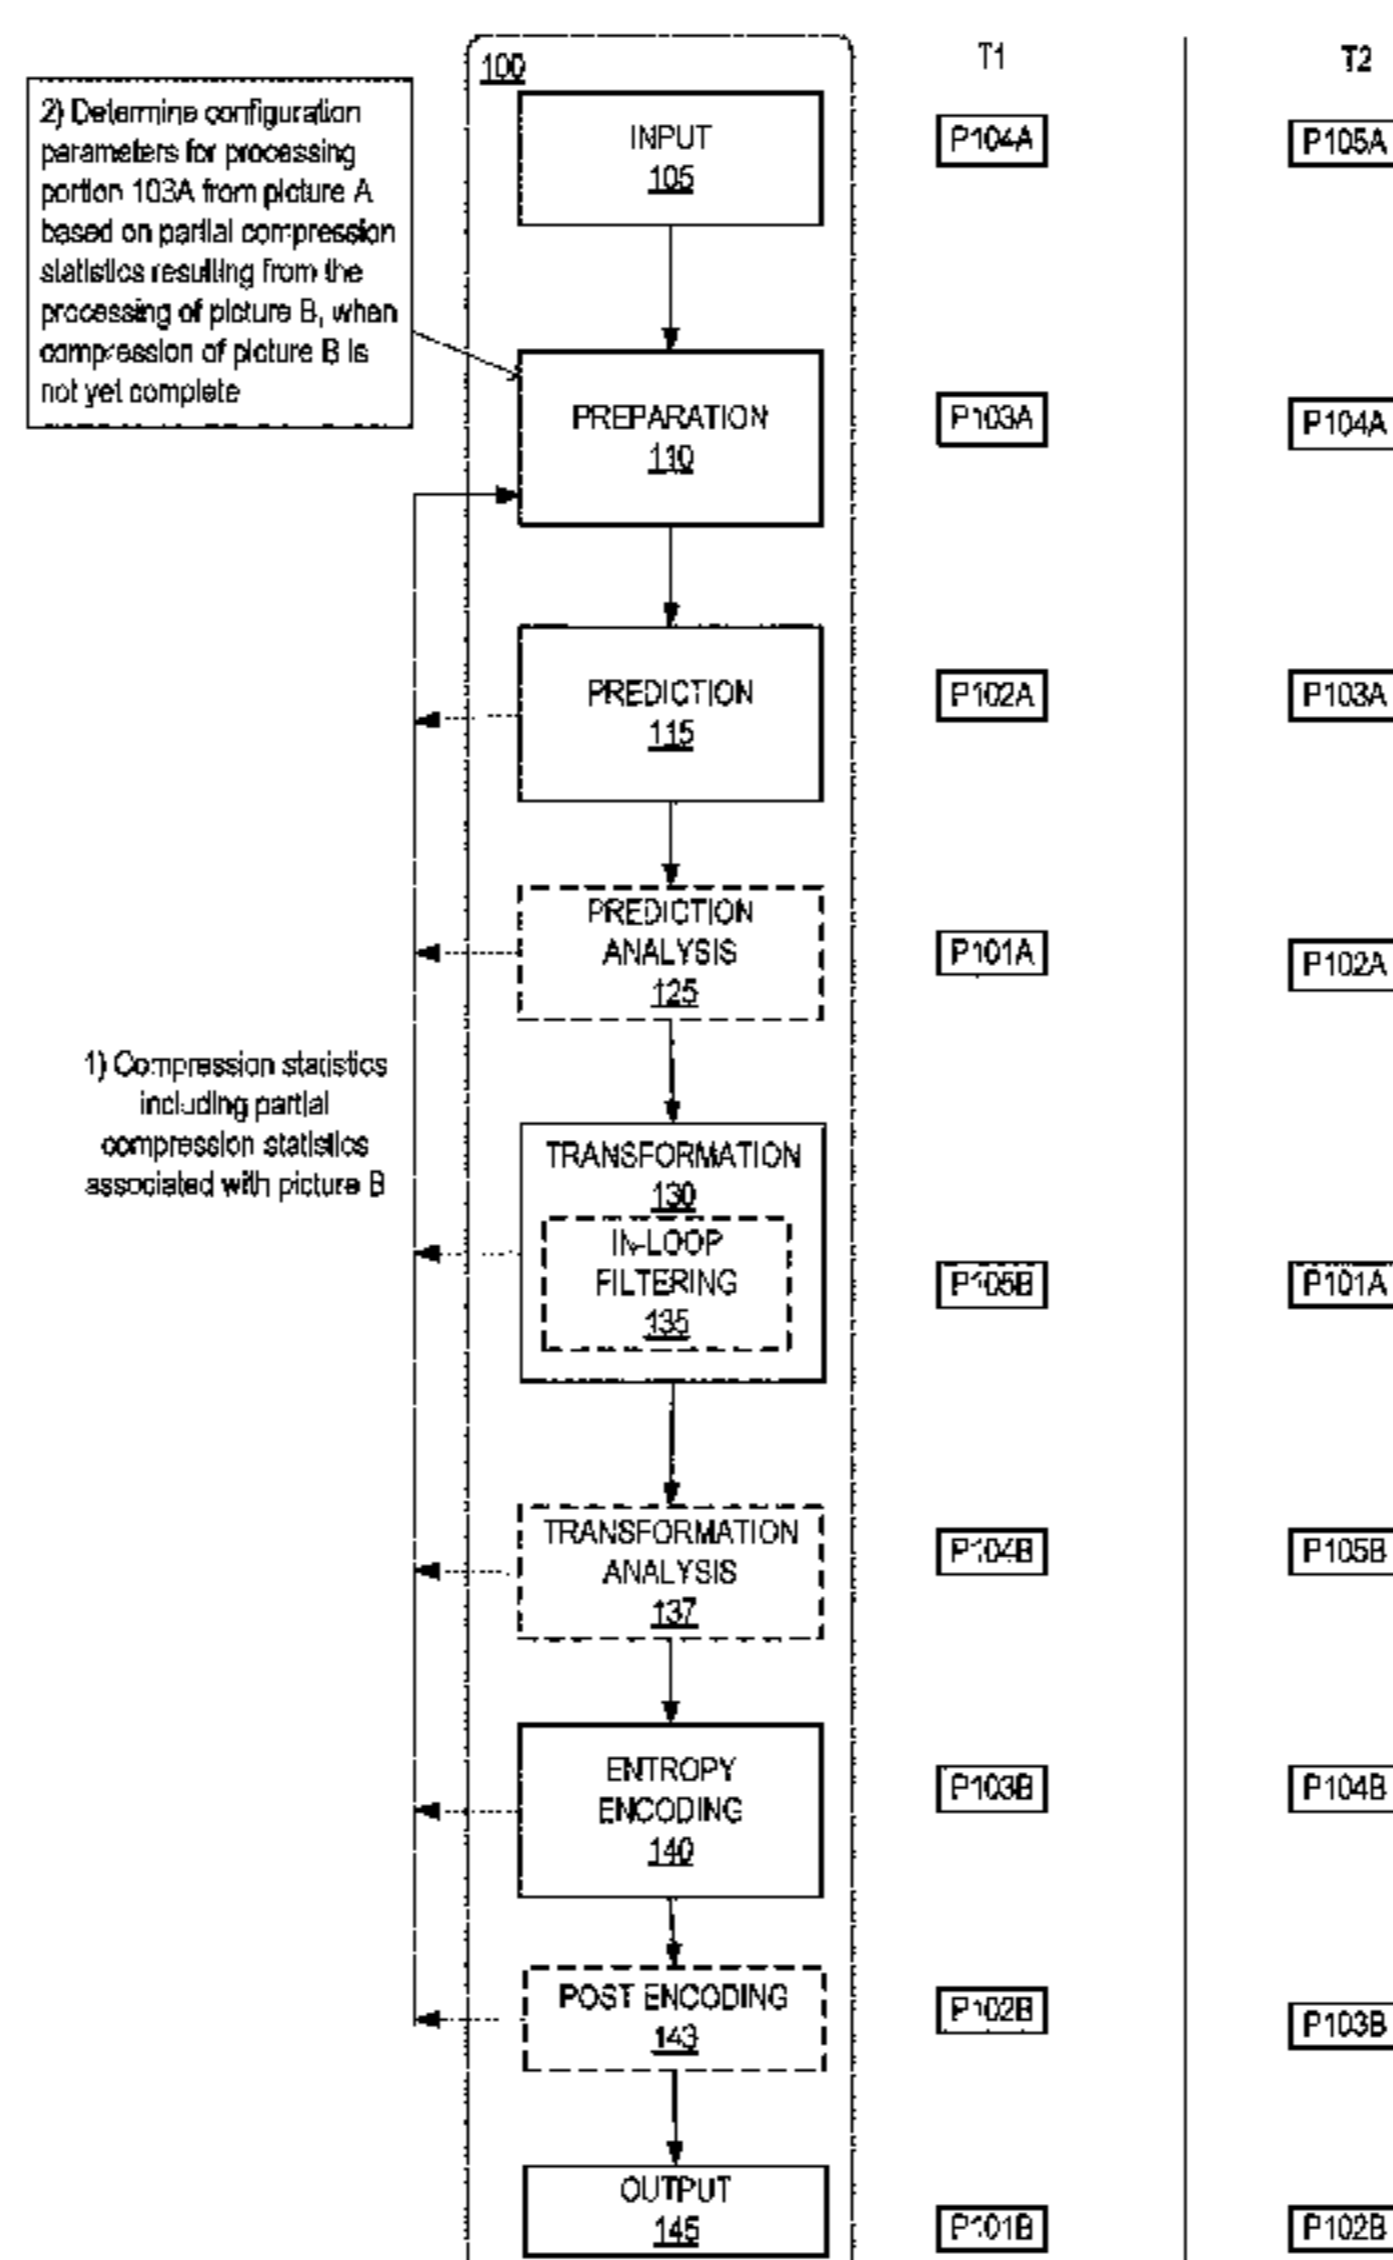 100
T1
T2
2) Determine configuration
parameters for processing
portion 103A from picture A
based on partial compression
statistics resulting from the
processing of picture B, when
compression of picture B is
not yet complete
INPUT
105
P104A
P105A
PREPARATION
110
P103A
P104A
PREDICTION
115
P102A
P103A
PREDICTION
ANALYSIS
125
P101A
P102A
1) Compression statistics
including partial
compression statistics
associated with picture B
TRANSFORMATION
130
IN-LOOP
FILTERING
135
P105B
P101A
TRANSFORMATION
ANALYSIS
137
P104B
P105B
ENTROPY
ENCODING
140
P103B
P104B
POST ENCODING
143
P102B
P103B
OUTPUT
145
P101B
P102B